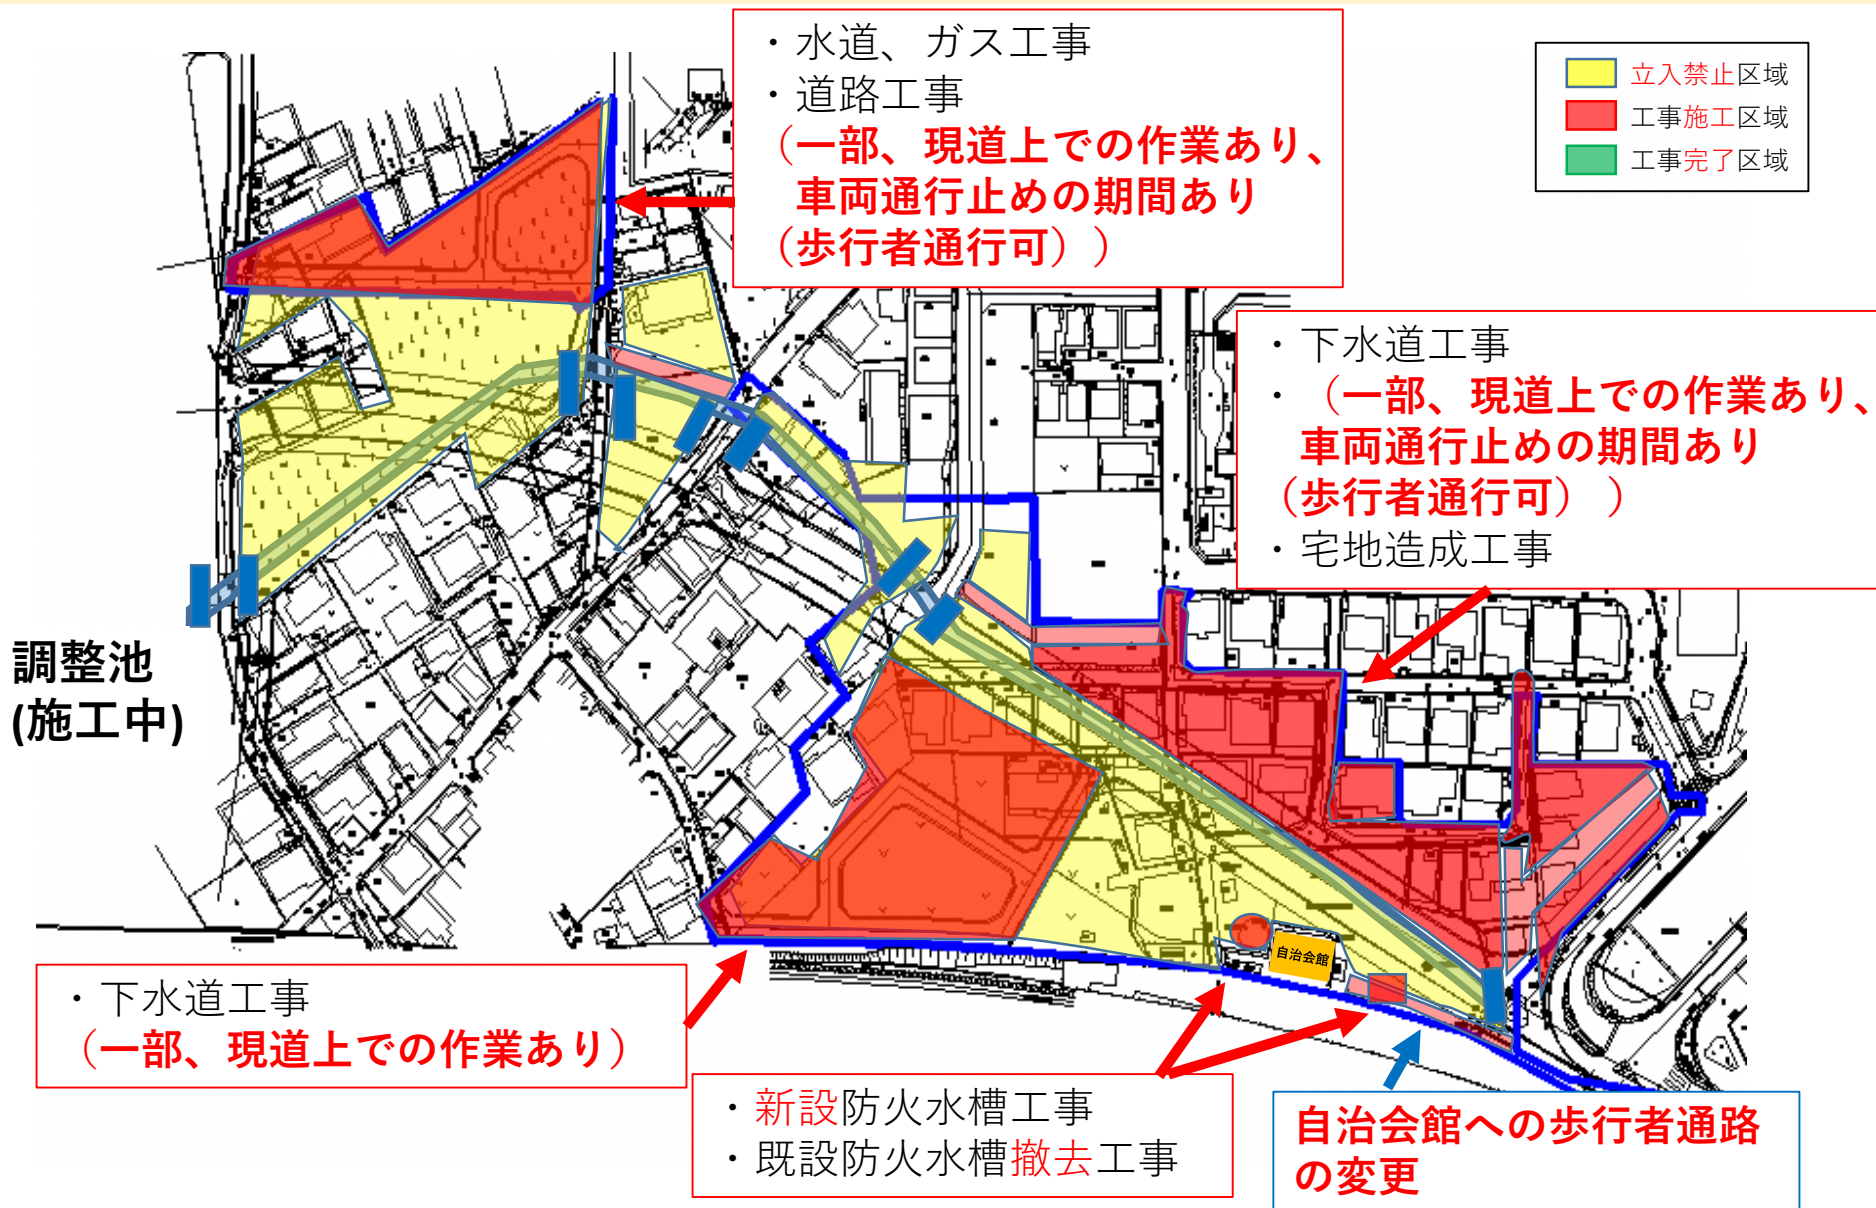 ・水道、ガス工事
・道路工事
（一部、現道上での作業あり、
車両通行止めの期間あり
（歩行者通行可））
立入禁止区域
工事施工区域
工事完了区域
・下水道工事
・（一部、現道上での作業あり、
車両通行止めの期間あり
（歩行者通行可））
・宅地造成工事
調整池
(施工中)
自治会館
・下水道工事
（一部、現道上での作業あり）
・新設防火水槽工事
・既設防火水槽撤去工事
自治会館への歩行者通路
の変更